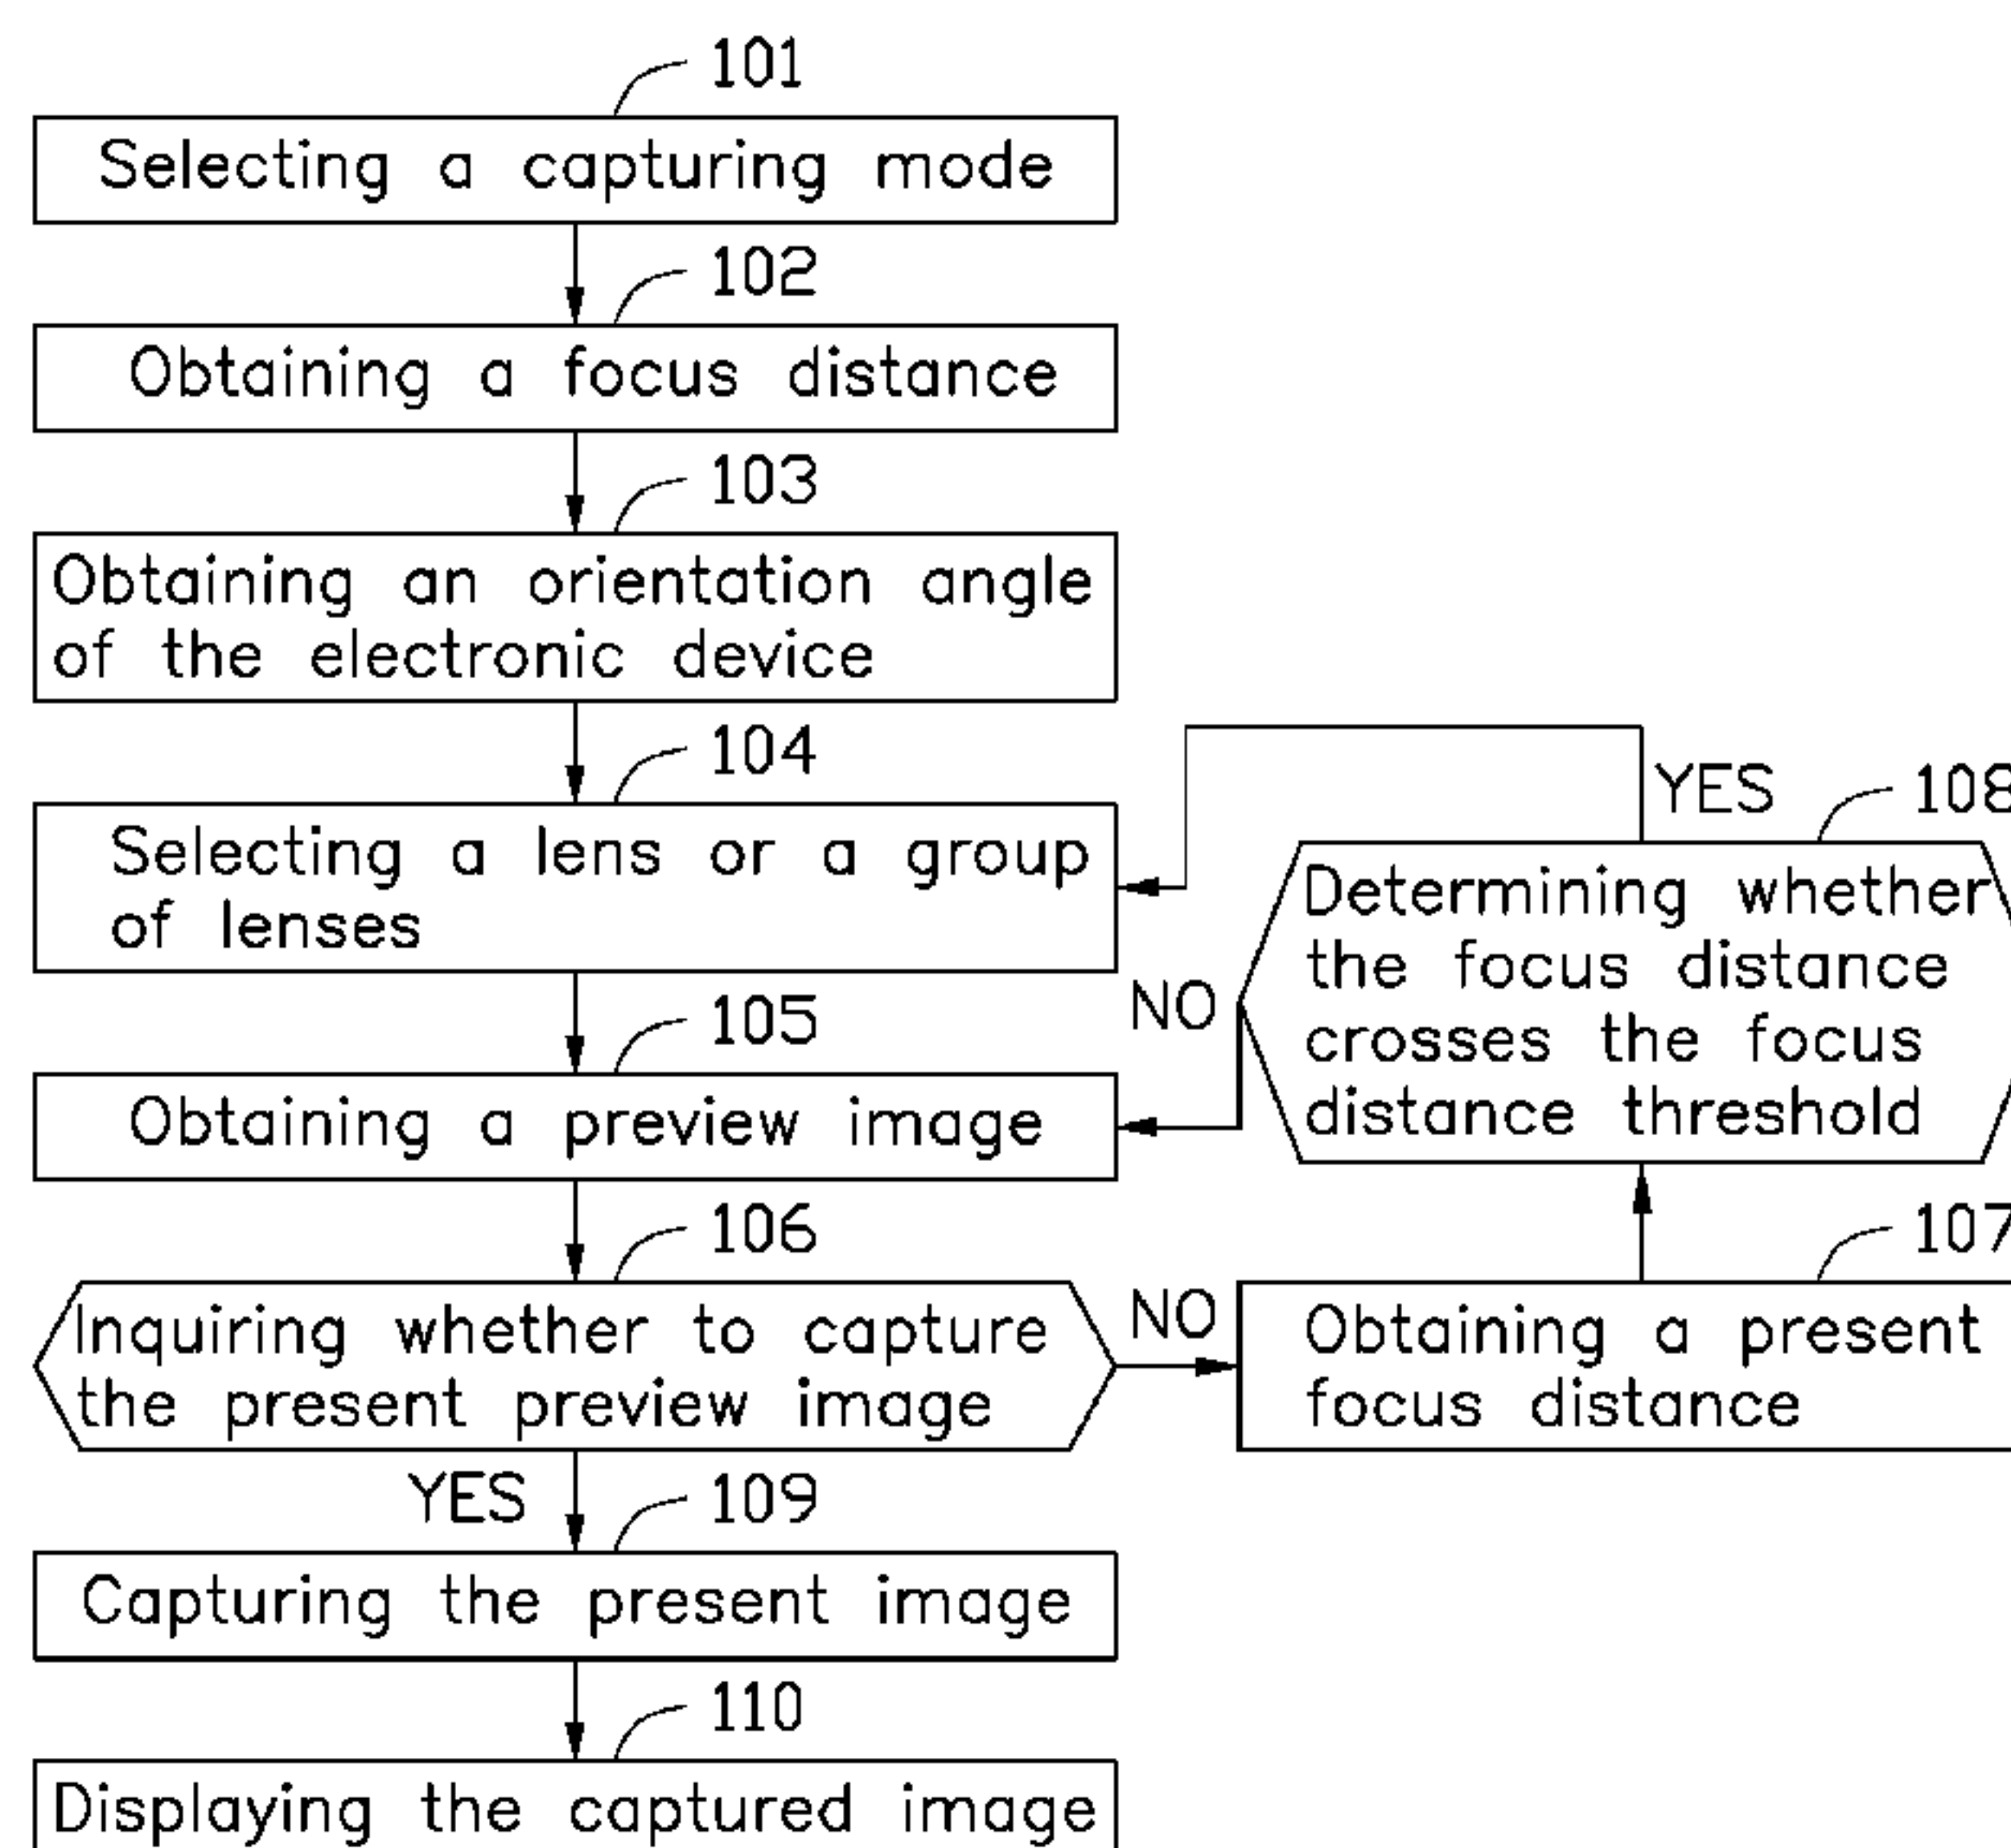 101
Selecting a capturing mode
102
Obtaining a focus distance
103
Obtaining an orientation angle
of the electronic device
104
Selecting a lens or a group
of lenses
105
Obtaining a preview image
106
Inquiring whether to capture
the present preview image
NO
107
Obtaining a present
focus distance
108
Determining whether
the focus distance
crosses the focus
distance threshold
YES
NO
YES
109
Capturing the present image
110
Displaying the captured image